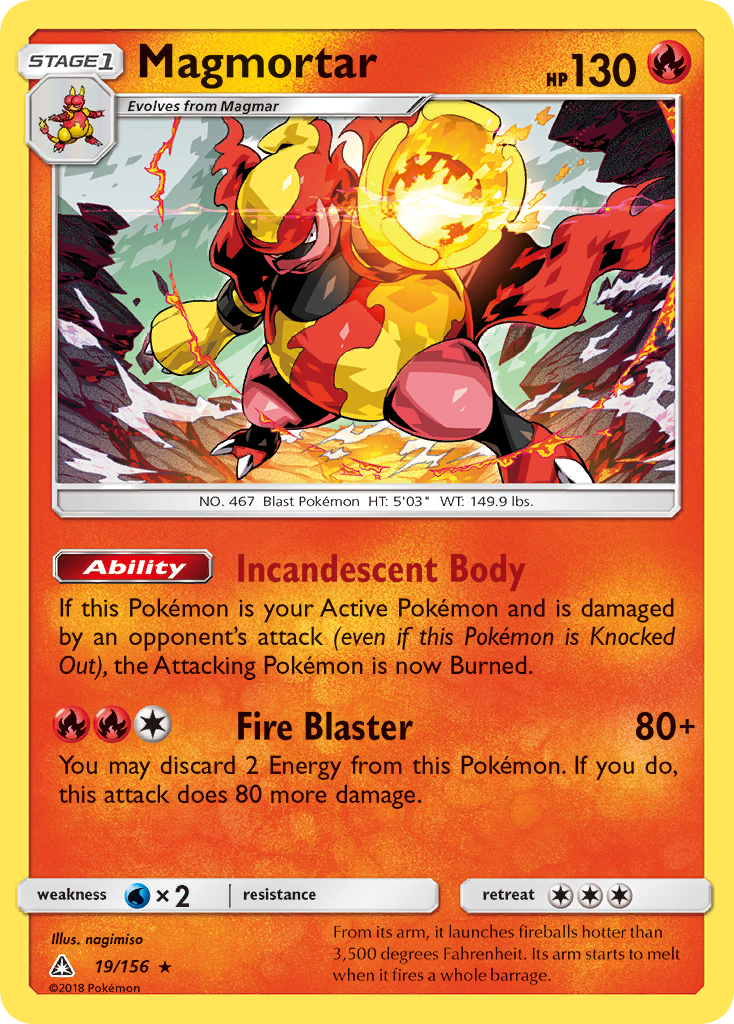 STAGE1
Magmortar
HP 130
Evolves from Magmar
NO. 467 Blast Pokémon HT: 5'03" WT: 149.9 lbs.
Ability
Incandescent Body
If this Pokémon is your Active Pokémon and is damaged
by an opponent's attack (even if this Pokémon is Knocked
Out), the Attacking Pokémon is now Burned.
Fire Blaster 80+
You may discard 2 Energy from this Pokémon. If you do,
this attack does 80 more damage.
weakness × 2 resistance retreat
Illus. nagimiso
19/156 ★
©2018 Pokémon
From its arm, it launches fireballs hotter than
3,500 degrees Fahrenheit. Its arm starts to melt
when it fires a whole barrage.